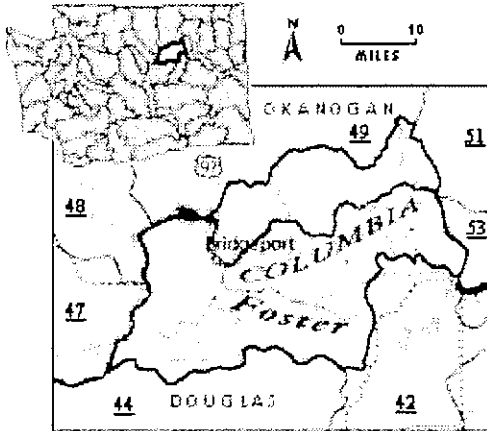 N
0 10
MILES
OKANOGAN
49
51
97
48
53
Bridgeport
COLUMBIA
47
Foster
44
DOUGLAS
42